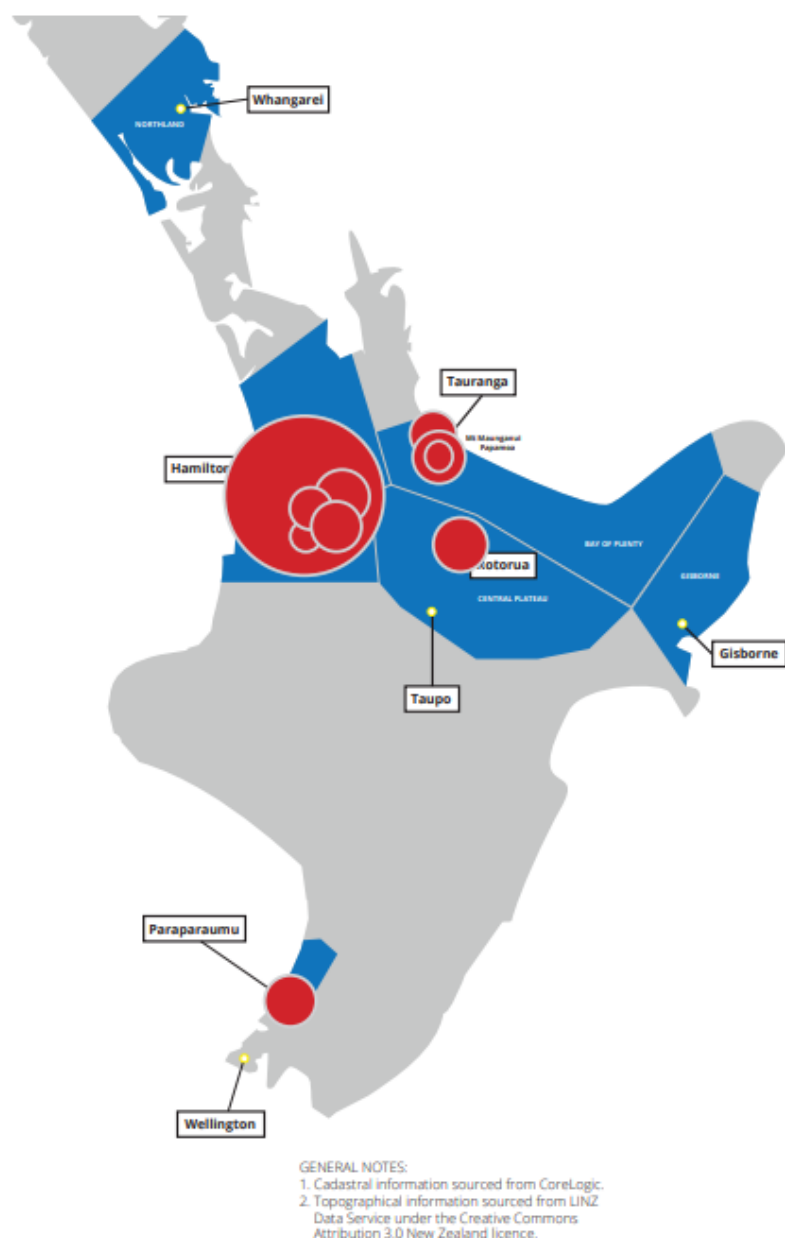 Whangarei
NORTHLAND
Tauranga
Mt Maunganui
Papamoa
Hamilton
BAY OF PLENTY
Rotorua
GISBORNE
CENTRAL PLATEAU
Gisborne
Taupo
Paraparaumu
Wellington
GENERAL NOTES:
1. Cadastral information sourced from CoreLogic.
2. Topographical information sourced from LINZ
Data Service under the Creative Commons
Attribution 3.0 New Zealand licence.